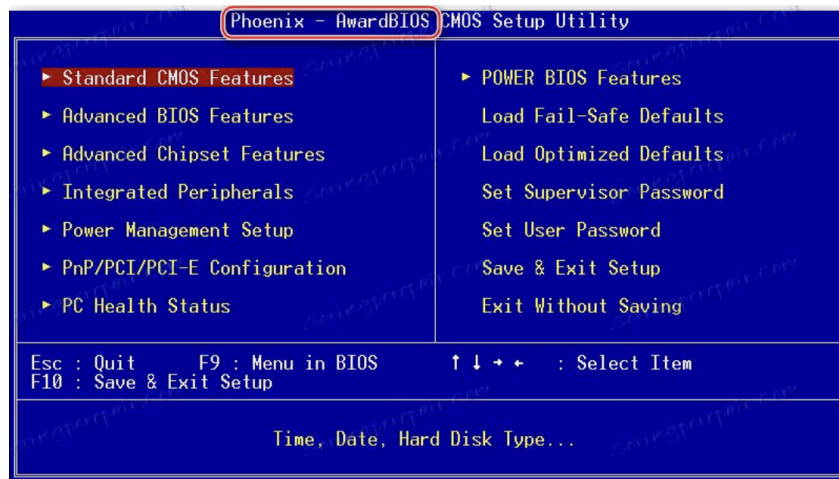 Phoenix - AwardBIOS CMOS Setup Utility
► Standard CMOS Features
► Advanced BIOS Features
► Advanced Chipset Features
► Integrated Peripherals
► Power Management Setup
► PnP/PCI/PCI-E Configuration
► PC Health Status
► POWER BIOS Features
Load Fail-Safe Defaults
Load Optimized Defaults
Set Supervisor Password
Set User Password
Save & Exit Setup
Exit Without Saving
Esc : Quit F9 : Menu in BIOS ↑ ↓ → ← : Select Item
F10 : Save & Exit Setup
Time, Date, Hard Disk Type...